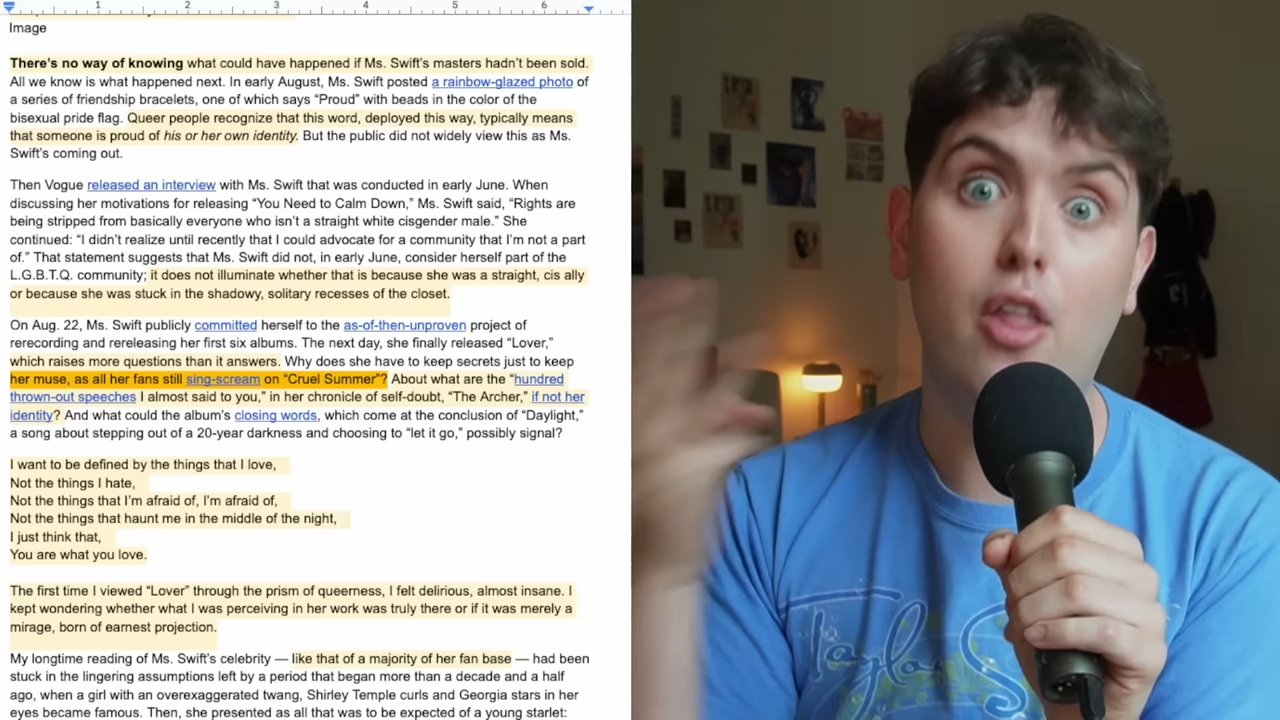 2 1 2 3 4 5 6
Image
There's no way of knowing what could have happened if Ms. Swift's masters hadn't been sold.
All we know is what happened next. In early August, Ms. Swift posted a rainbow-glazed photo of
a series of friendship bracelets, one of which says “Proud” with beads in the color of the
bisexual pride flag. Queer people recognize that this word, deployed this way, typically means
that someone is proud of his or her own identity. But the public did not widely view this as Ms.
Swift's coming out.
Then Vogue released an interview with Ms. Swift that was conducted in early June. When
discussing her motivations for releasing “You Need to Calm Down,” Ms. Swift said, “Rights are
being stripped from basically everyone who isn't a straight white cisgender male.” She
continued: “I didn't realize until recently that I could advocate for a community that I'm not a part
of.” That statement suggests that Ms. Swift did not, in early June, consider herself part of the
L.G.B.T.Q. community; it does not illuminate whether that is because she was a straight, cis ally
or because she was stuck in the shadowy, solitary recesses of the closet.
On Aug. 22, Ms. Swift publicly committed herself to the as-of-then-unproven project of
rerecording and rereleasing her first six albums. The next day, she finally released “Lover,”
which raises more questions than it answers. Why does she have to keep secrets just to keep
her muse, as all her fans still sing-scream on “Cruel Summer”? About what are the “hundred
thrown-out speeches I almost said to you,” in her chronicle of self-doubt, “The Archer,” if not her
identity? And what could the album's closing words, which come at the conclusion of “Daylight,”
a song about stepping out of a 20-year darkness and choosing to “let it go,” possibly signal?
I want to be defined by the things that I love,
Not the things I hate,
Not the things that I'm afraid of, I'm afraid of,
Not the things that haunt me in the middle of the night,
I just think that,
You are what you love.
The first time I viewed “Lover” through the prism of queerness, I felt delirious, almost insane. I
kept wondering whether what I was perceiving in her work was truly there or if it was merely a
mirage, born of earnest projection.
My longtime reading of Ms. Swift's celebrity — like that of a majority of her fan base — had been
stuck in the lingering assumptions left by a period that began more than a decade and a half
ago, when a girl with an overexaggerated twang, Shirley Temple curls and Georgia stars in her
eyes became famous. Then, she presented as all that was to be expected of a young starlet:
Taylor S